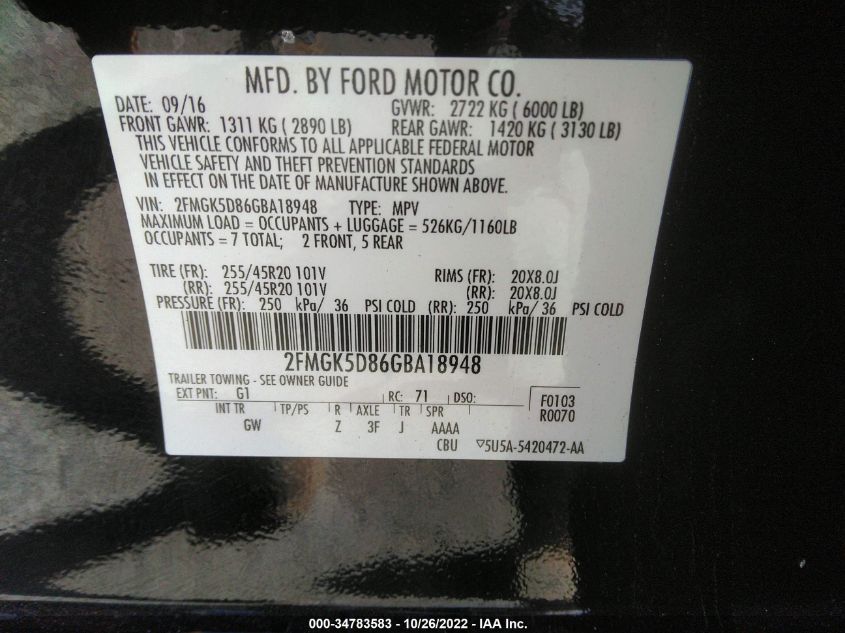 MFD. BY FORD MOTOR CO.
DATE: 09/16 GVWR: 2722 KG ( 6000 LB)
FRONT GAWR: 1311 KG ( 2890 LB) REAR GAWR: 1420 KG ( 3130 LB)
THIS VEHICLE CONFORMS TO ALL APPLICABLE FEDERAL MOTOR
VEHICLE SAFETY AND THEFT PREVENTION STANDARDS
IN EFFECT ON THE DATE OF MANUFACTURE SHOWN ABOVE.
VIN: 2FMGK5D86GBA18948 TYPE: MPV
MAXIMUM LOAD = OCCUPANTS + LUGGAGE = 526KG/1160LB
OCCUPANTS = 7 TOTAL; 2 FRONT, 5 REAR
TIRE (FR): 255/45R20 101V RIMS (FR): 20X8.0J
(RR): 255/45R20 101V (RR): 20X8.0J
PRESSURE (FR): 250 kPa/ 36 PSI COLD (RR): 250 kPa/ 36 PSI COLD
2FMGK5D86GBA18948
TRAILER TOWING - SEE OWNER GUIDE
EXT PNT: G1 RC: 71 DSO: F0103
INT TR TP/PS R AXLE TR SPR R0070
GW Z 3F J AAAA
CBU ▽5U5A-5420472-AA
000-34783583 / 10/26/2022 - IAA Inc.